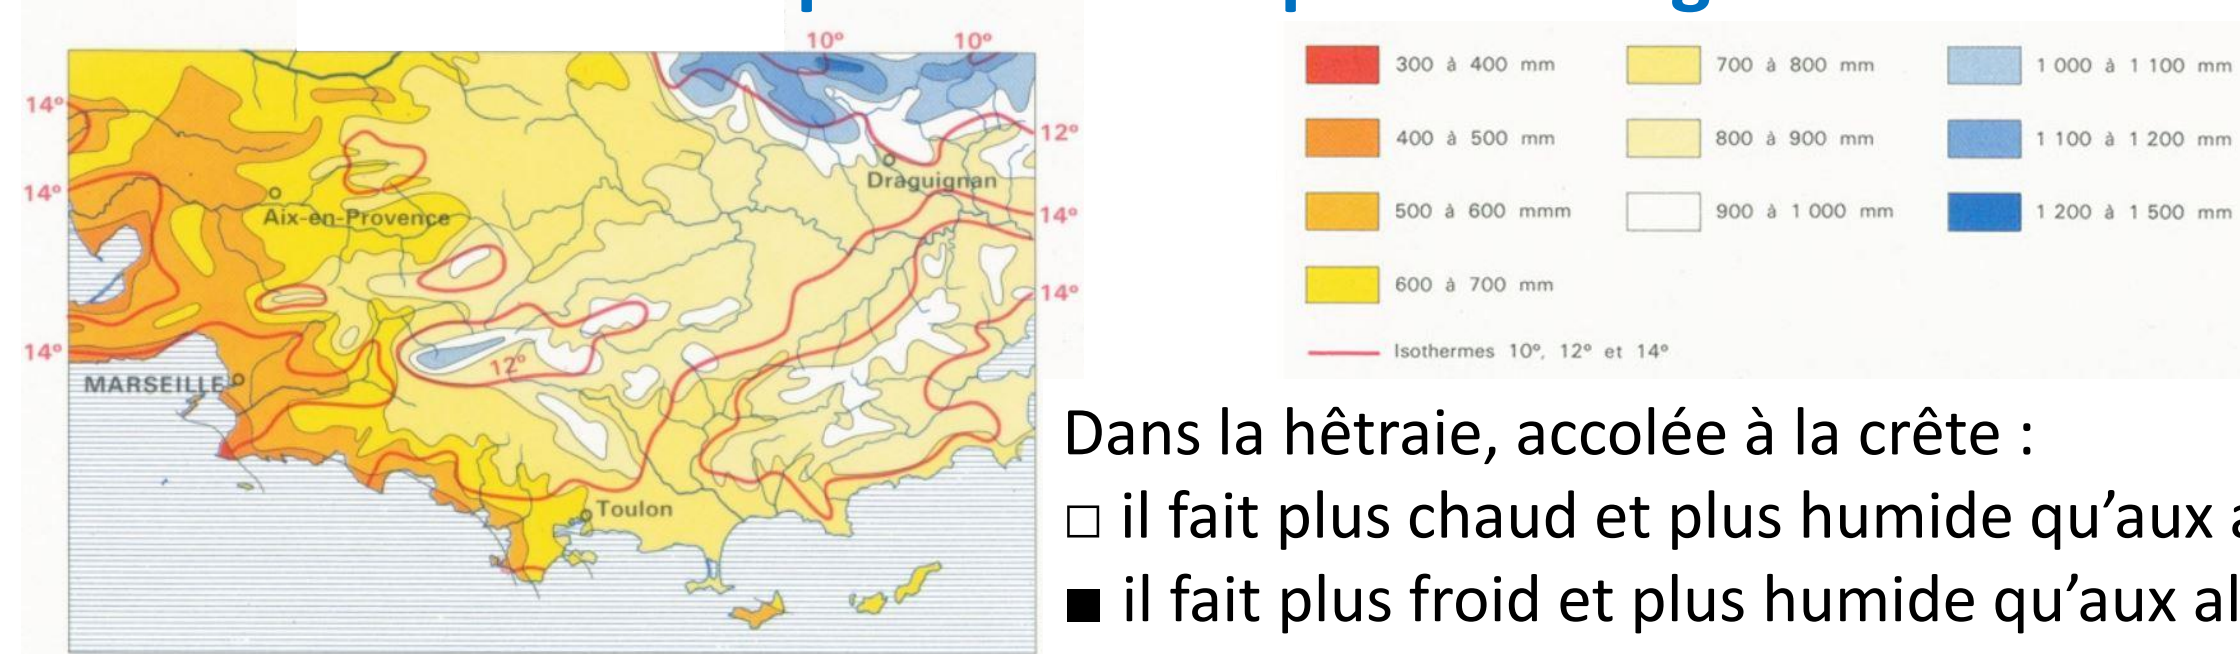 10° 10°
14°
12°
Draguignan
14°
Aix-en-Provence
14°
14°
14°
12°
MARSEILLE
Toulon
300 à 400 mm
400 à 500 mm
500 à 600 mmm
600 à 700 mm
700 à 800 mm
800 à 900 mm
900 à 1 000 mm
1 000 à 1 100 mm
1 100 à 1 200 mm
1 200 à 1 500 mm
Isothermes 10°, 12° et 14°
Dans la hêtraie, accolée à la crête :
□ il fait plus chaud et plus humide qu’aux
■ il fait plus froid et plus humide qu’aux